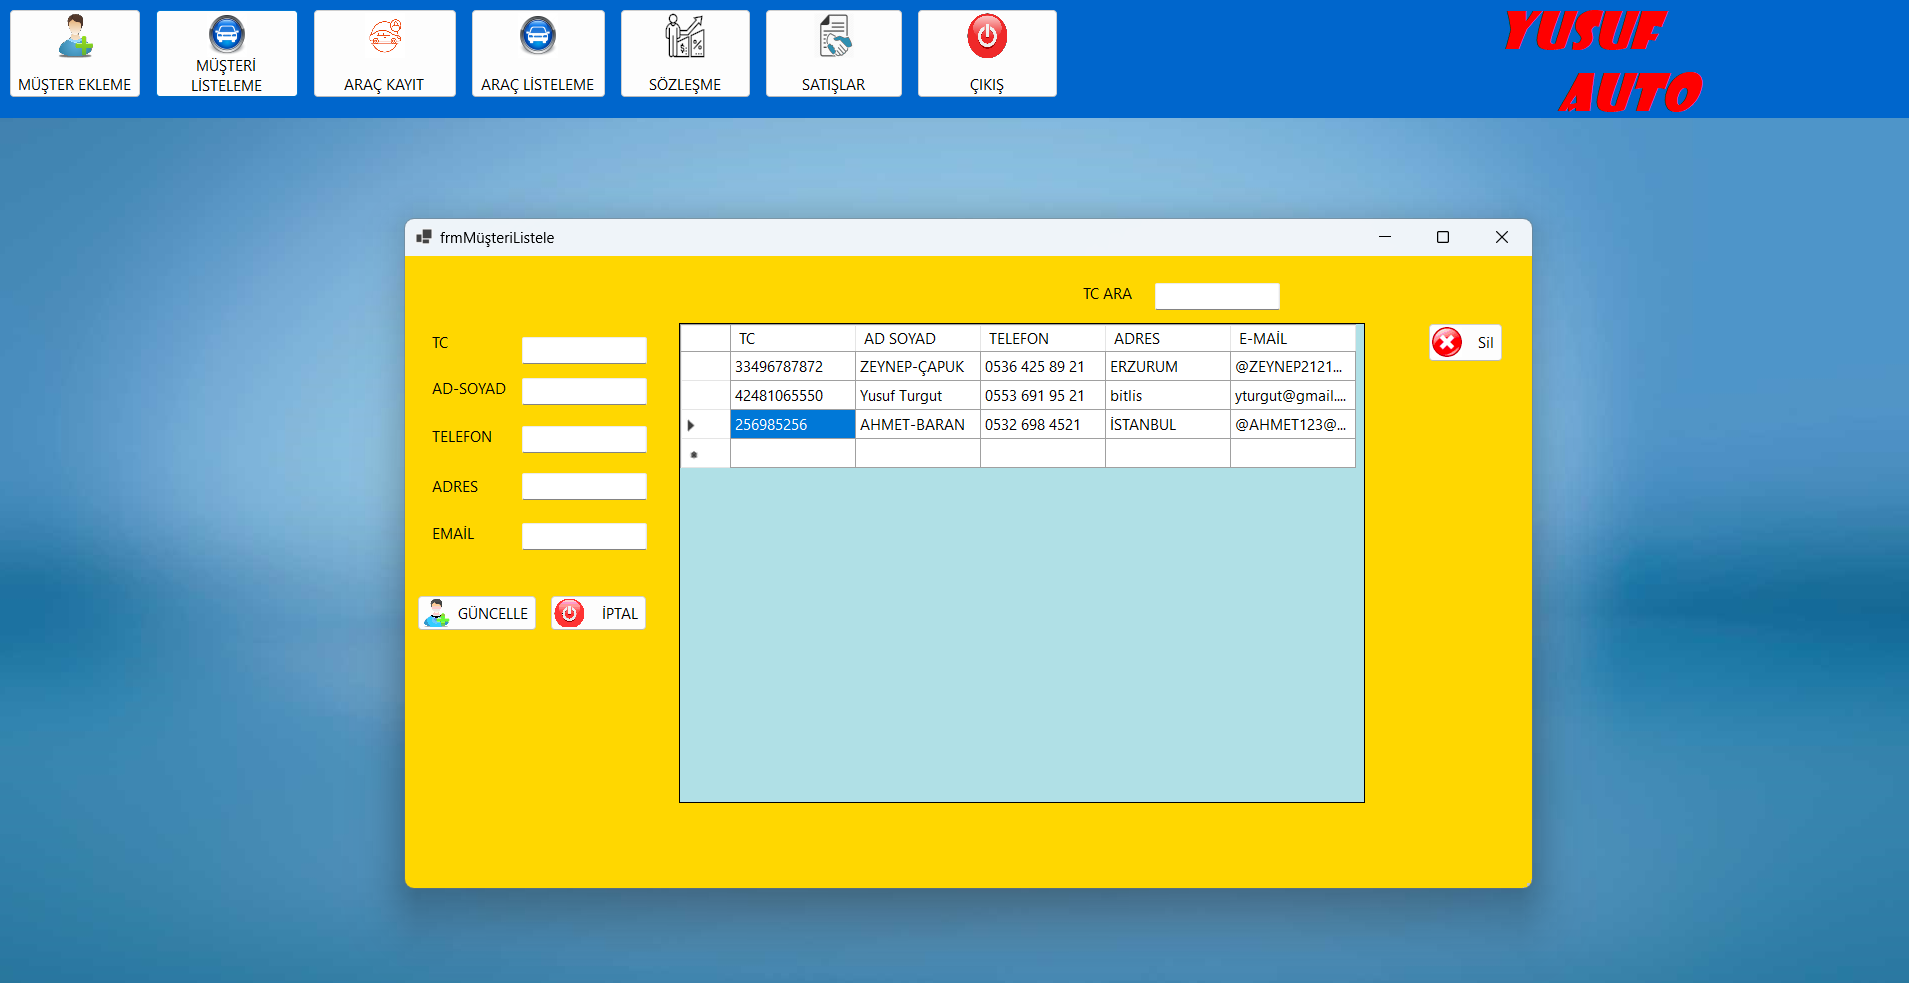 MÜŞTER EKLEME
MÜŞTERİ
LİSTELEME
ARAÇ KAYIT
ARAÇ LİSTELEME
SÖZLEŞME
SATIŞLAR
ÇIKIŞ
YUSUF
AUTO
frmMüşteriListele
TC ARA
TC
AD-SOYAD
TELEFON
ADRES
EMAİL
GÜNCELLE
İPTAL
TC AD SOYAD TELEFON ADRES E-MAİL
33496787872 ZEYNEP-ÇAPUK 0536 425 89 21 ERZURUM @ZEYNEP2121...
42481065550 Yusuf Turgut 0553 691 95 21 bitlis yturgut@gmail....
256985256 AHMET-BARAN 0532 698 4521 İSTANBUL @AHMET123@...
Sil